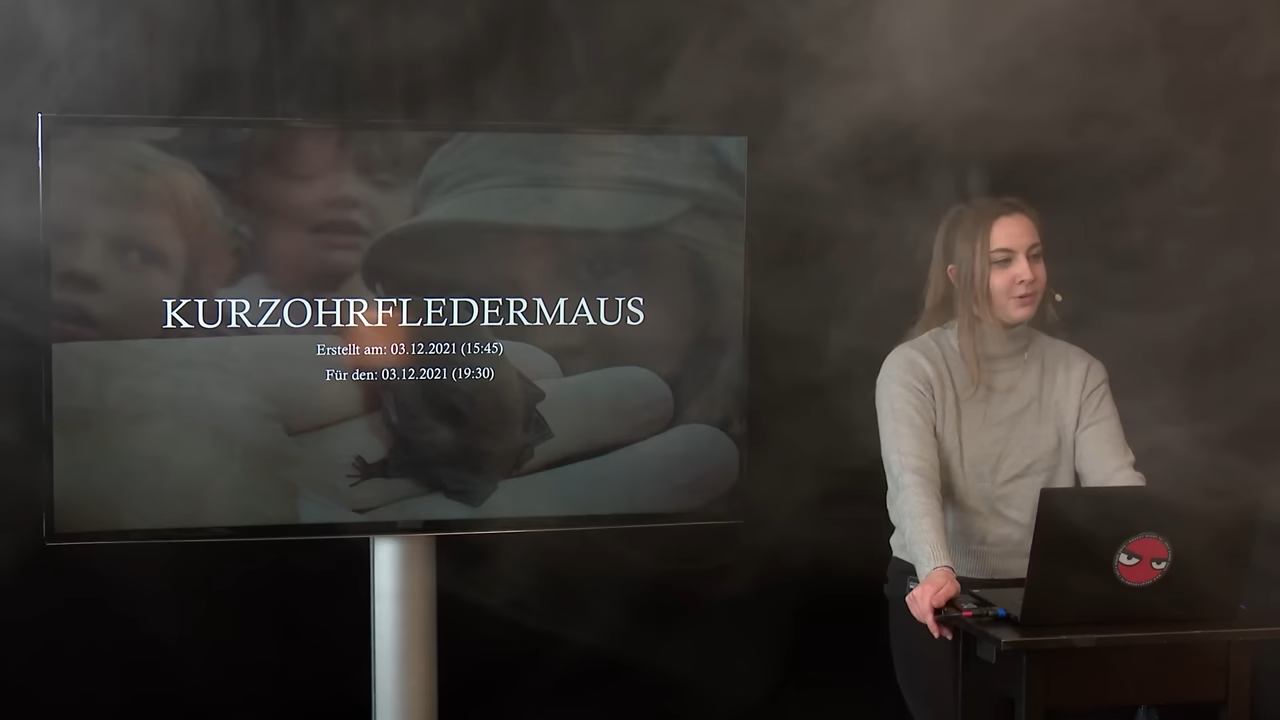 KURZOHRFLEDERMAUS
Erstellt am: 03.12.2021 (15:45)
Für den: 03.12.2021 (19:30)